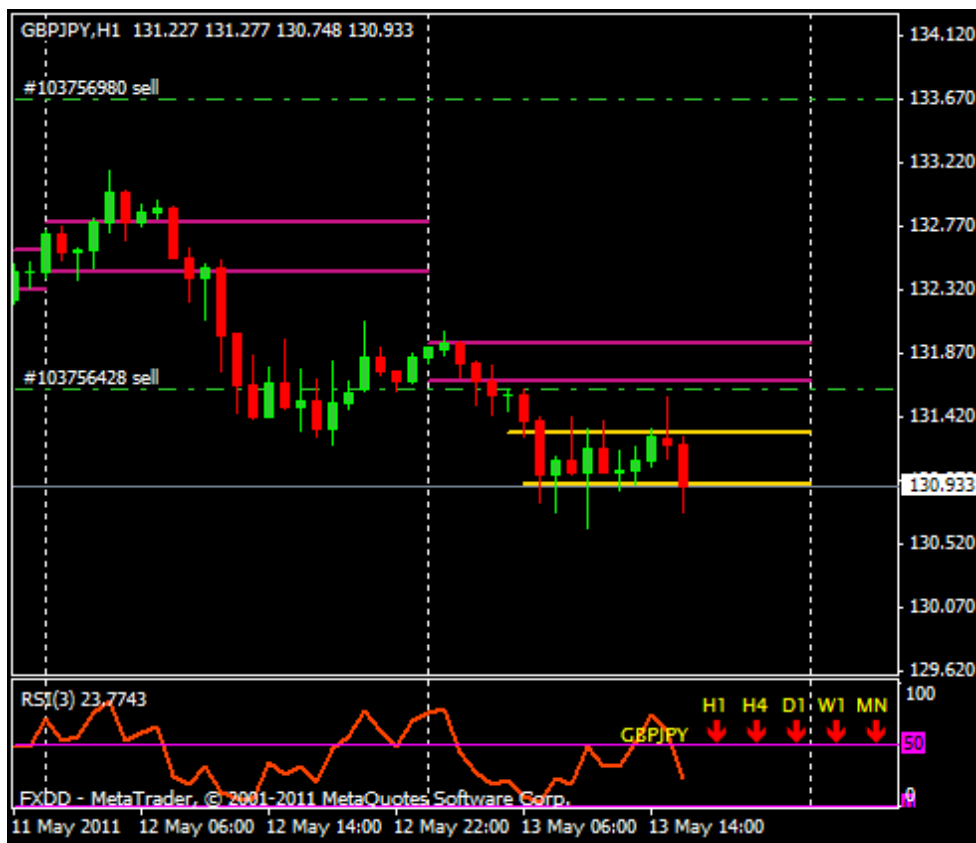 GBPJPY,H1 131.227 131.277 130.748 130.933
134.120
#103756980 sell
133.670
133.220
132.770
132.320
131.870
#103756428 sell
131.420
130.933
130.520
130.070
129.620
RSI(3) 23.7743
100
H1 H4 D1 W1 MN
GBPJPY
50
0
FXDD - MetaTrader, © 2001-2011 MetaQuotes Software Corp.
11 May 2011 12 May 06:00 12 May 14:00 12 May 22:00 13 May 06:00 13 May 14:00